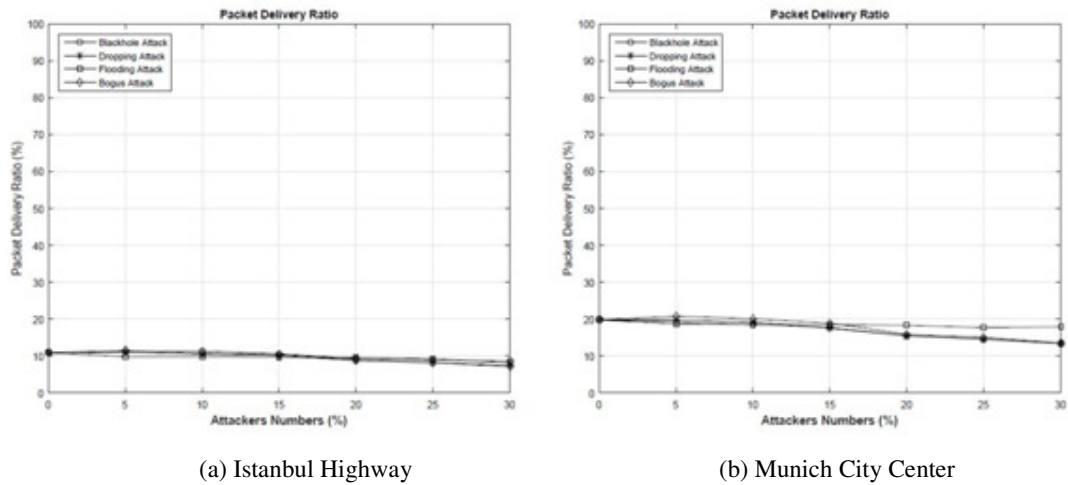 Packet Delivery Ratio
Blackhole Attack
Dropping Attack
Flooding Attack
Bogus Attack
Packet Delivery Ratio (%)
100
90
80
70
60
50
40
30
20
10
0
0 5 10 15 20 25 30
Attackers Numbers (%)
(a) Istanbul Highway
Packet Delivery Ratio
Blackhole Attack
Dropping Attack
Flooding Attack
Bogus Attack
Packet Delivery Ratio (%)
100
90
80
70
60
50
40
30
20
10
0
0 5 10 15 20 25 30
Attackers Numbers (%)
(b) Munich City Center